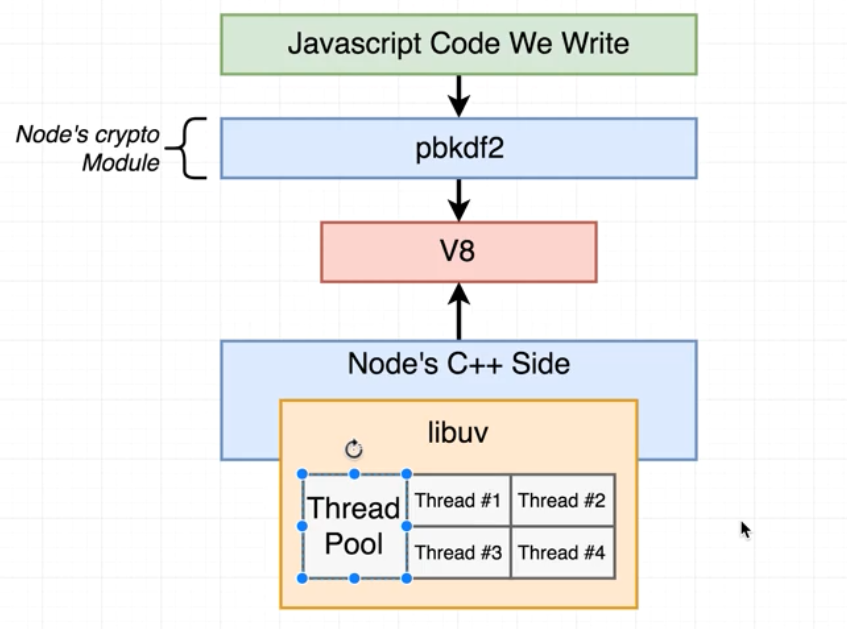 Javascript Code We Write
Node's crypto
Module
pbkdf2
V8
Node's C++ Side
libuv
Thread
Pool
Thread #1
Thread #2
Thread #3
Thread #4